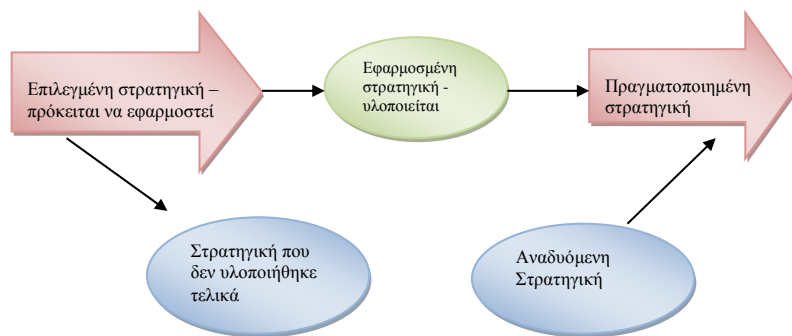 Επιλεγμένη στρατηγική –
πρόκειται να εφαρμοστεί
Εφαρμοσμένη
στρατηγική -
υλοποιείται
Πραγματοποιημένη
στρατηγική
Στρατηγική που
δεν υλοποιήθηκε
τελικά
Αναδυόμενη
Στρατηγική